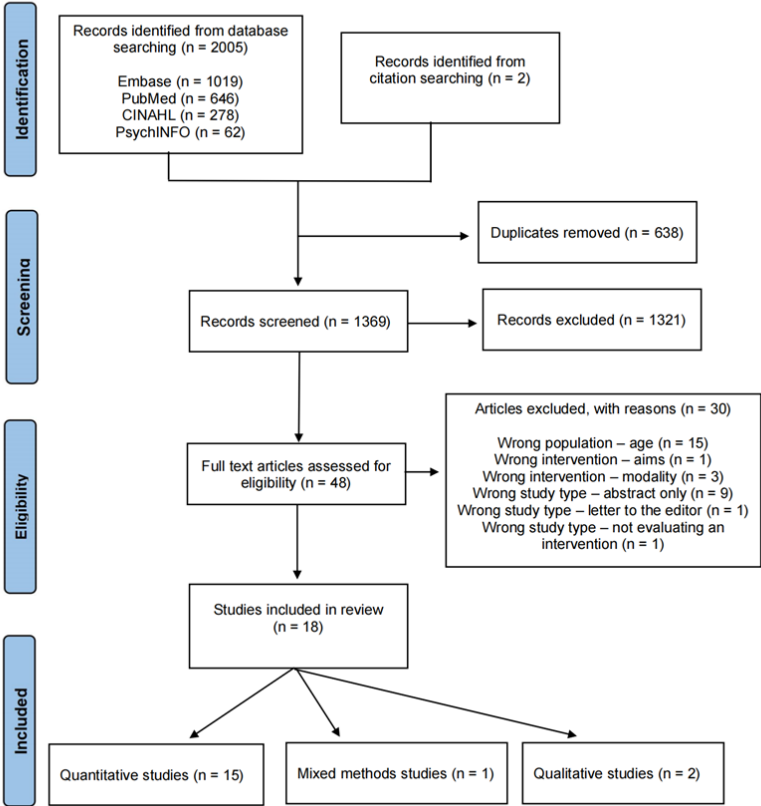 Identification
Records identified from database
searching (n = 2005)
Embase (n = 1019)
PubMed (n = 646)
CINAHL (n = 278)
PsychINFO (n = 62)
Records identified from
citation searching (n = 2)
Screening
Duplicates removed (n = 638)
Records screened (n = 1369)
Records excluded (n = 1321)
Eligibility
Full text articles assessed for
eligibility (n = 48)
Articles excluded, with reasons (n = 30)
Wrong population – age (n = 15)
Wrong intervention – aims (n = 1)
Wrong intervention – modality (n = 3)
Wrong study type – abstract only (n = 9)
Wrong study type – letter to the editor (n = 1)
Wrong study type – not evaluating an
intervention (n = 1)
Studies included in review
(n = 18)
Included
Quantitative studies (n = 15)
Mixed methods studies (n = 1)
Qualitative studies (n = 2)